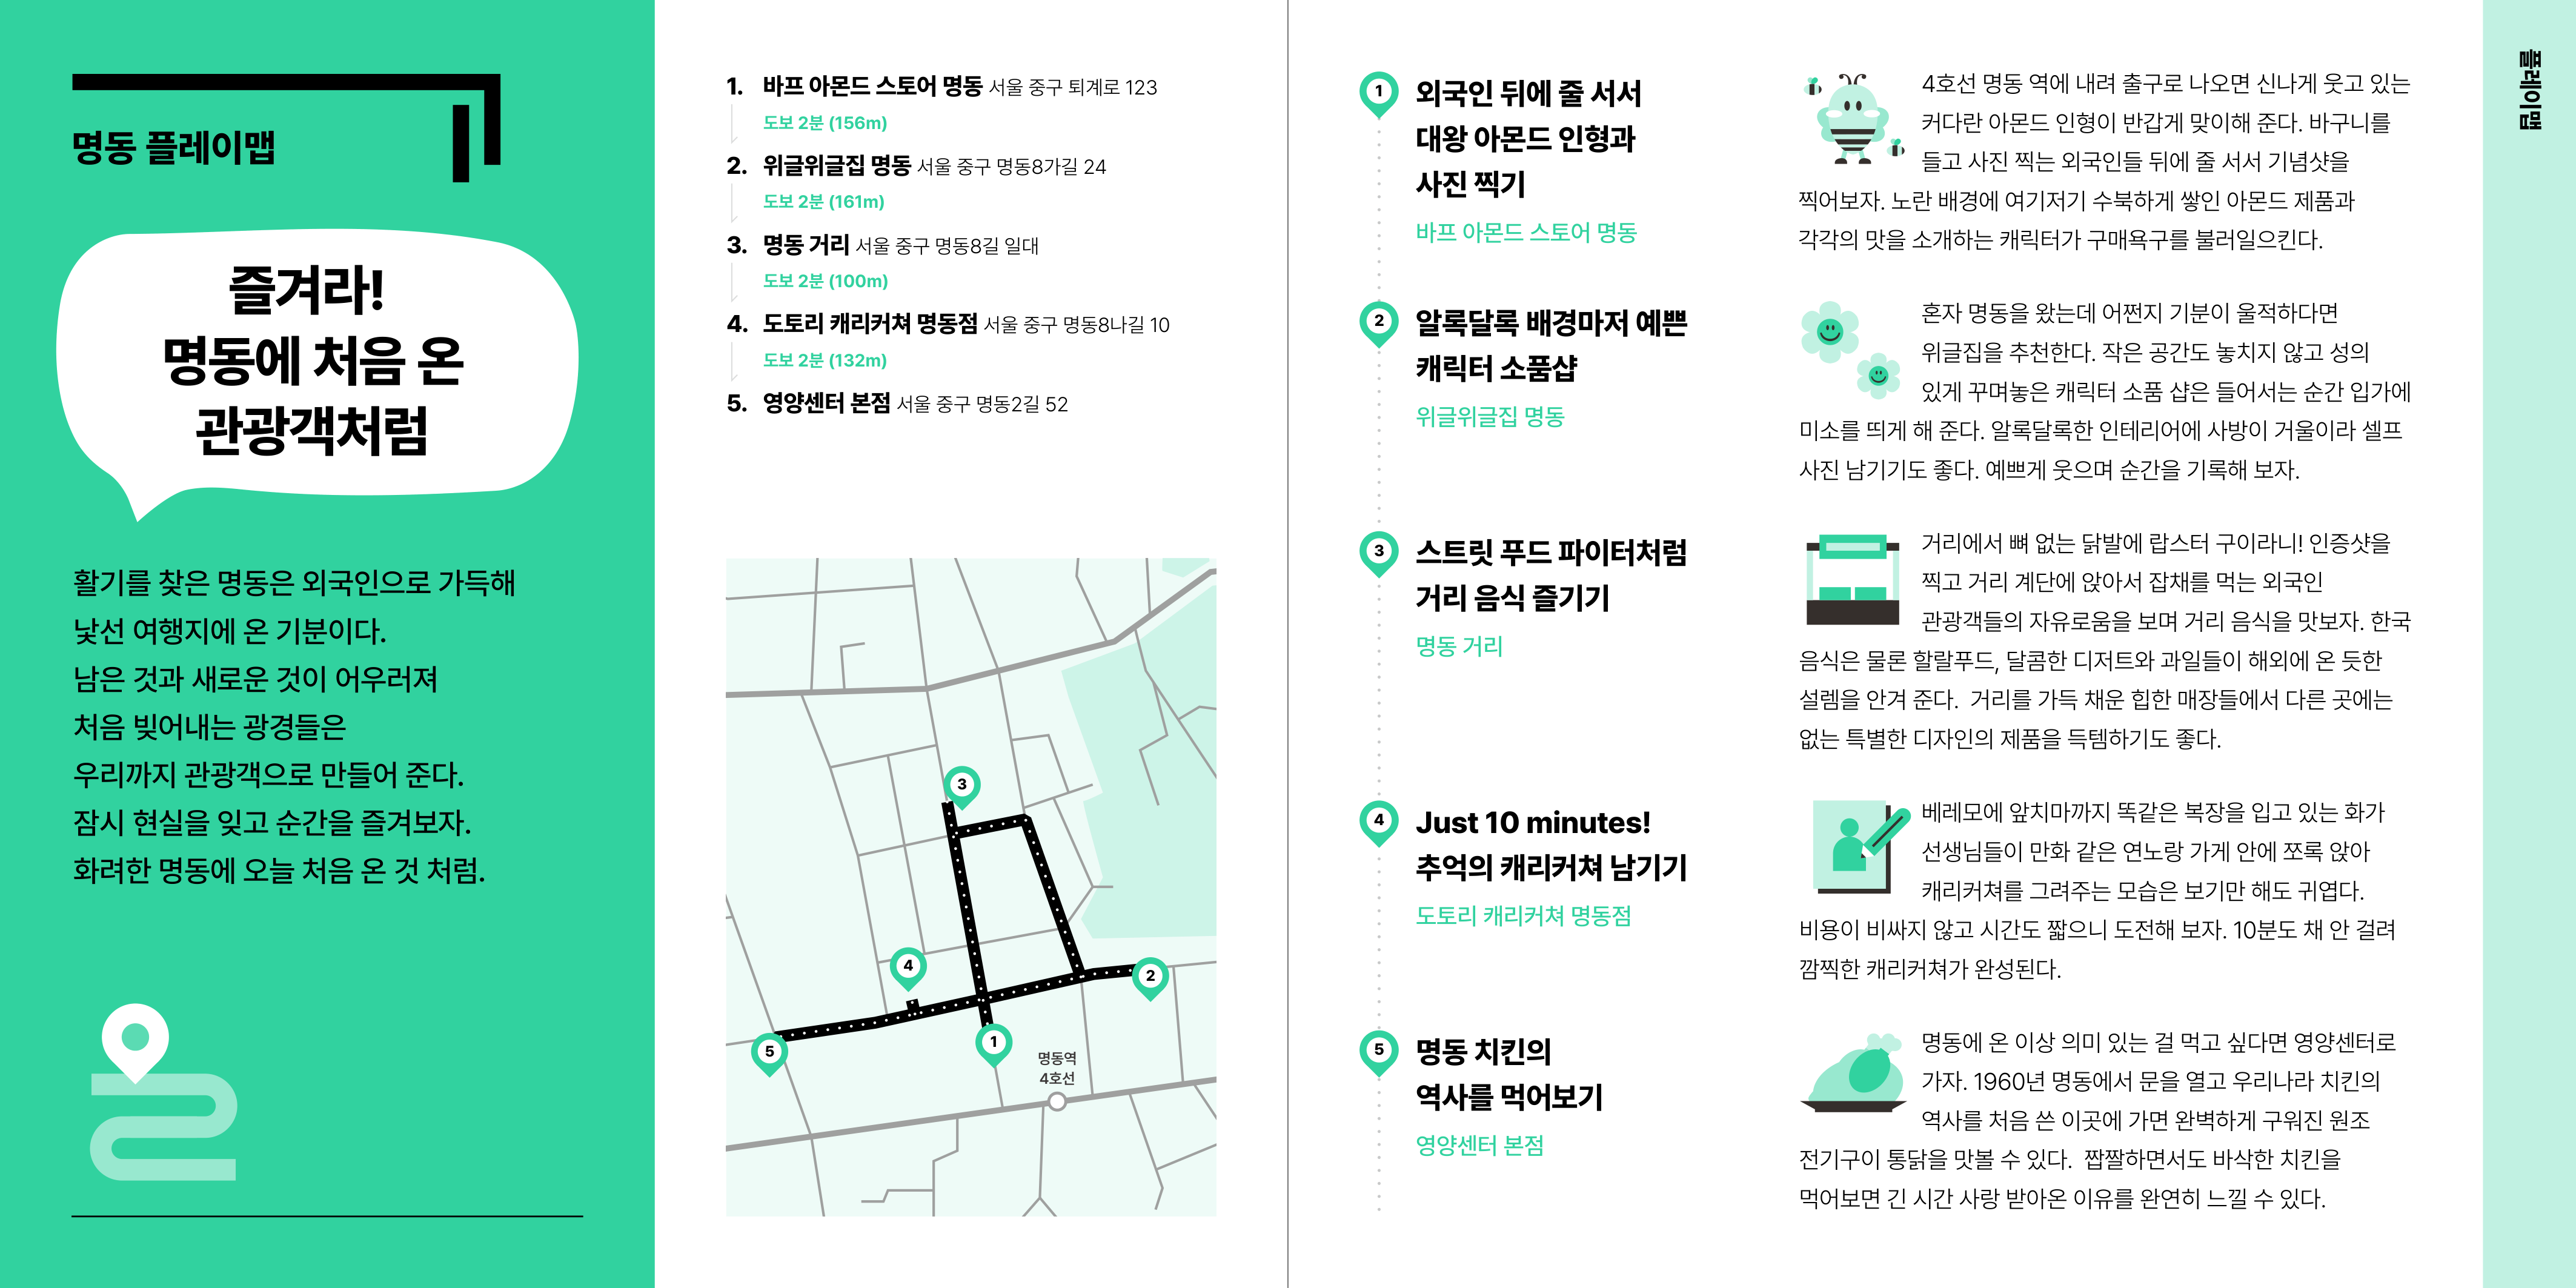 명동 플레이맵
즐겨라!
명동에 처음 온
관광객처럼
활기를 찾은 명동은 외국인으로 가득해
낯선 여행지에 온 기분이다.
남은 것과 새로운 것이 어우러져
처음 빚어내는 광경들은
우리까지 관광객으로 만들어 준다.
잠시 현실을 잊고 순간을 즐겨보자.
화려한 명동에 오늘 처음 온 것 처럼.
1. 바프 아몬드 스토어 명동 서울 중구 퇴계로 123
도보 2분 (156m)
2. 위글위글집 명동 서울 중구 명동8가길 24
도보 2분 (161m)
3. 명동 거리 서울 중구 명동8길 일대
도보 2분 (100m)
4. 도토리 캐리커쳐 명동점 서울 중구 명동8나길 10
도보 2분 (132m)
5. 영양센터 본점 서울 중구 명동2길 52
3
4
2
5
1
명동역
4호선
1
외국인 뒤에 줄 서서
대왕 아몬드 인형과
사진 찍기
바프 아몬드 스토어 명동
4호선 명동 역에 내려 출구로 나오면 신나게 웃고 있는
커다란 아몬드 인형이 반갑게 맞이해 준다. 바구니를
들고 사진 찍는 외국인들 뒤에 줄 서서 기념샷을
찍어보자. 노란 배경에 여기저기 수북하게 쌓인 아몬드 제품과
각각의 맛을 소개하는 캐릭터가 구매욕구를 불러일으킨다.
2
알록달록 배경마저 예쁜
캐릭터 소품샵
위글위글집 명동
혼자 명동을 왔는데 어쩐지 기분이 울적하다면
위글집을 추천한다. 작은 공간도 놓치지 않고 성의
있게 꾸며놓은 캐릭터 소품 샵은 들어서는 순간 입가에
미소를 띄게 해 준다. 알록달록한 인테리어에 사방이 거울이라 셀프
사진 남기기도 좋다. 예쁘게 웃으며 순간을 기록해 보자.
3
스트릿 푸드 파이터처럼
거리 음식 즐기기
명동 거리
거리에서 뼈 없는 닭발에 랍스터 구이라니! 인증샷을
찍고 거리 계단에 앉아서 잡채를 먹는 외국인
관광객들의 자유로움을 보며 거리 음식을 맛보자. 한국
음식은 물론 할랄푸드, 달콤한 디저트와 과일들이 해외에 온 듯한
설렘을 안겨 준다. 거리를 가득 채운 힙한 매장들에서 다른 곳에는
없는 특별한 디자인의 제품을 득템하기도 좋다.
4
Just 10 minutes!
추억의 캐리커쳐 남기기
도토리 캐리커쳐 명동점
베레모에 앞치마까지 똑같은 복장을 입고 있는 화가
선생님들이 만화 같은 연노랑 가게 안에 쪼록 앉아
캐리커쳐를 그려주는 모습은 보기만 해도 귀엽다.
비용이 비싸지 않고 시간도 짧으니 도전해 보자. 10분도 채 안 걸려
깜찍한 캐리커쳐가 완성된다.
5
명동 치킨의
역사를 먹어보기
영양센터 본점
명동에 온 이상 의미 있는 걸 먹고 싶다면 영양센터로
가자. 1960년 명동에서 문을 열고 우리나라 치킨의
역사를 처음 쓴 이곳에 가면 완벽하게 구워진 원조
전기구이 통닭을 맛볼 수 있다. 짭짤하면서도 바삭한 치킨을
먹어보면 긴 시간 사랑 받아온 이유를 완연히 느낄 수 있다.
플레이맵